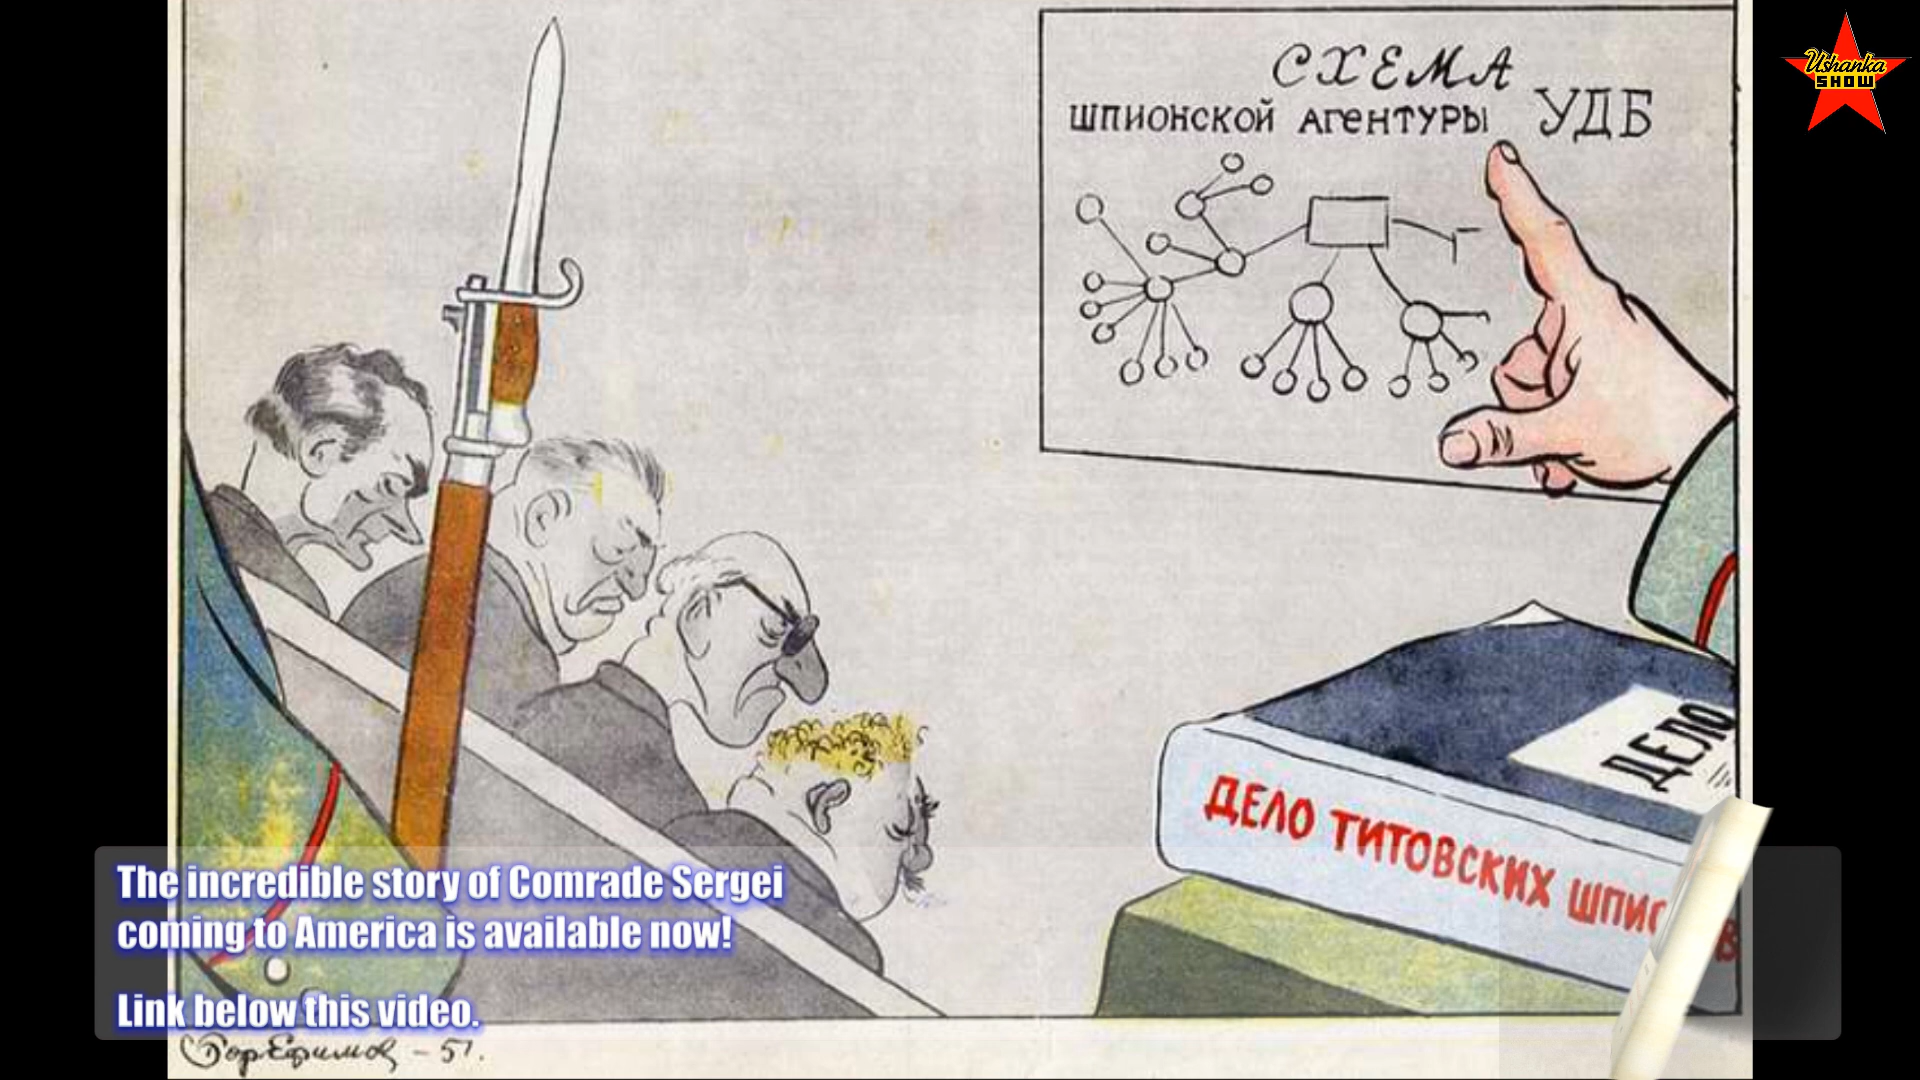 СХЕМА
ШПИОНСКОЙ АГЕНТУРЫ УДБ
Ushanka
SHOW
ДЕЛО
ДЕЛО ТИТОВСКИХ
The incredible story of Comrade Sergei
coming to America is available now!
Link below this video.
Бор.Ефимов - 51.